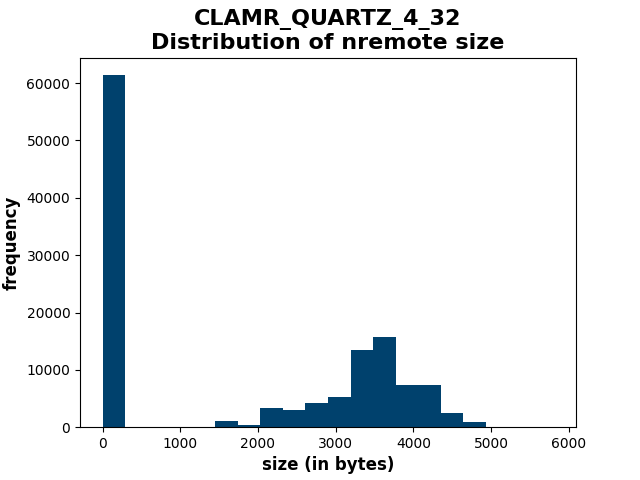 CLAMR_QUARTZ_4_32
Distribution of nremote size
60000
50000
40000
30000
20000
10000
0
frequency
0 1000 2000 3000 4000 5000 6000
size (in bytes)